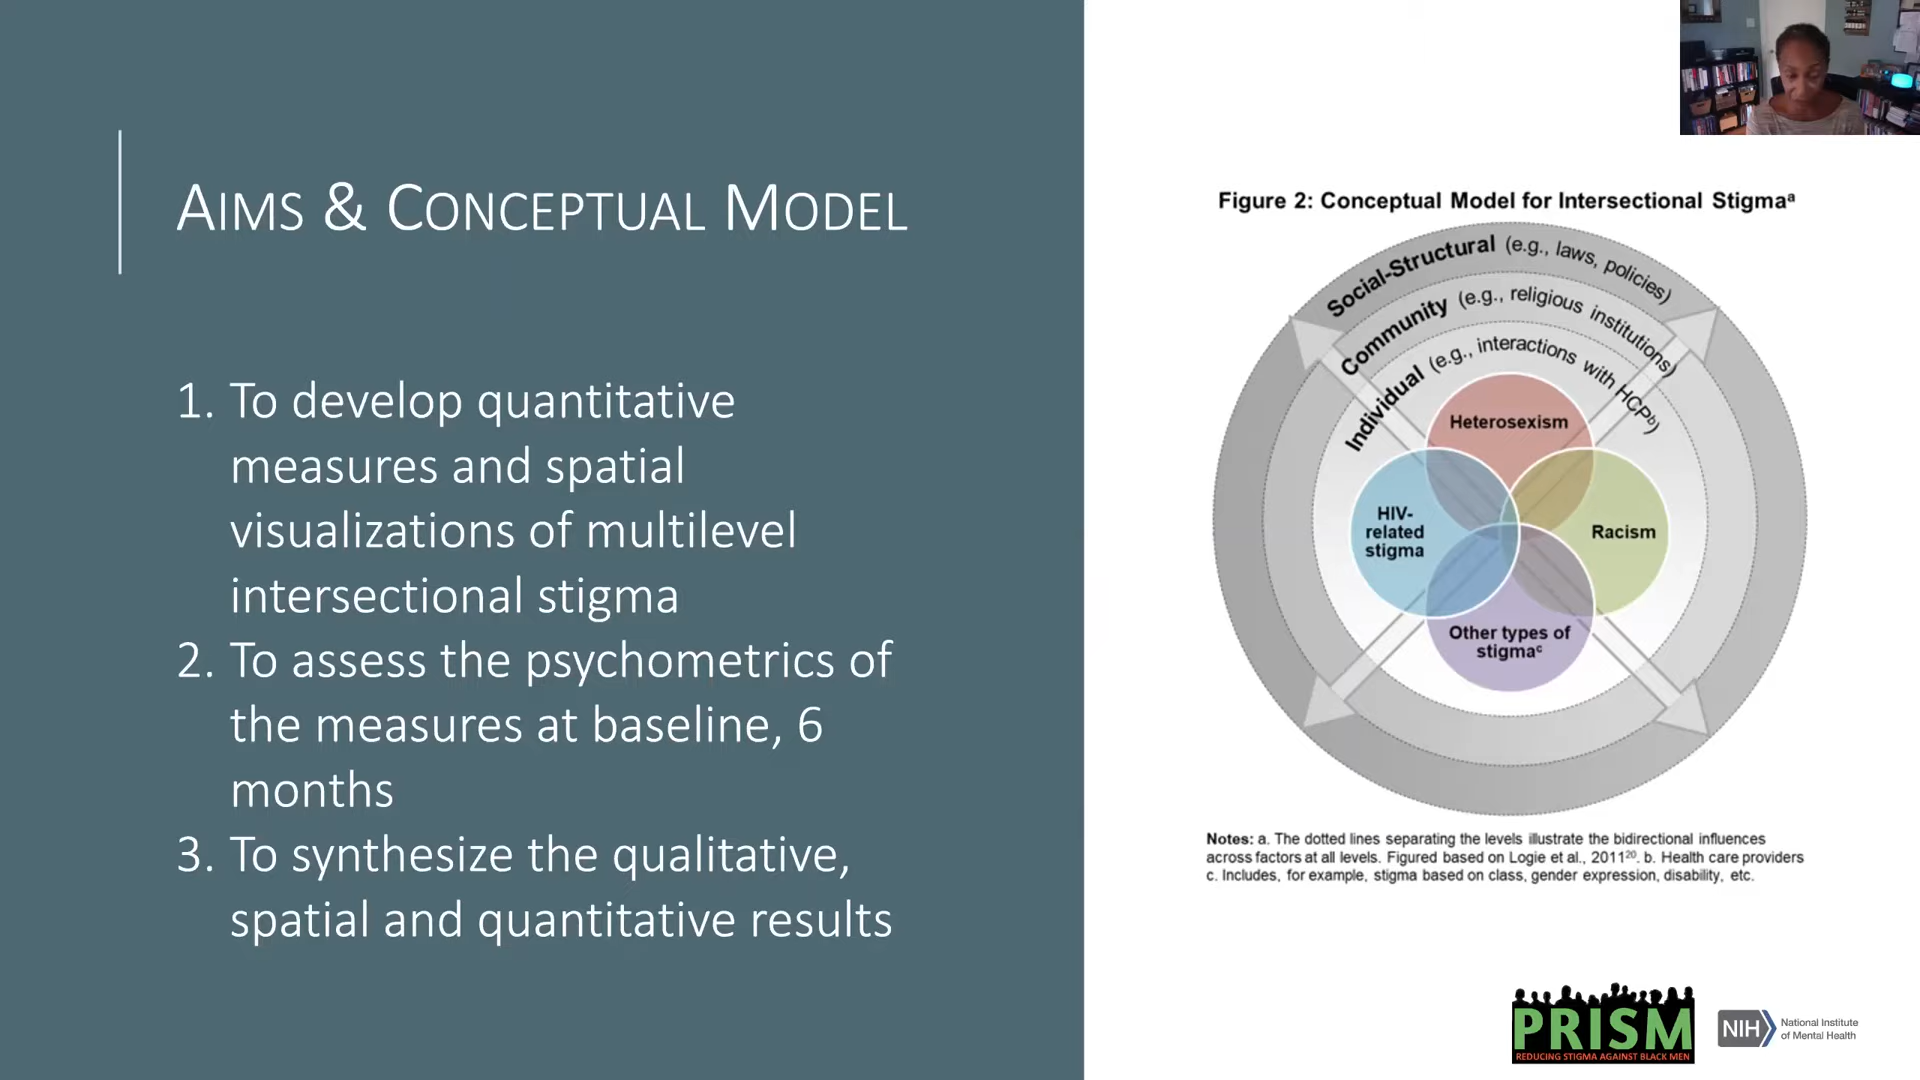 AIMS & CONCEPTUAL MODEL
1. To develop quantitative
measures and spatial
visualizations of multilevel
intersectional stigma
2. To assess the psychometrics of
the measures at baseline, 6
months
3. To synthesize the qualitative,
spatial and quantitative results
Figure 2: Conceptual Model for Intersectional Stigmaᵃ
Social-Structural (e.g., laws, policies)
Community (e.g., religious institutions)
Individual (e.g., interactions with HCPᵇ)
Heterosexism
HIV-
related
stigma
Racism
Other types of
stigmaᶜ
Notes: a. The dotted lines separating the levels illustrate the bidirectional influences
across factors at all levels. Figured based on Logie et al., 2011²⁰. b. Health care providers
c. Includes, for example, stigma based on class, gender expression, disability, etc.
PRISM
REDUCING STIGMA AGAINST BLACK MEN
NIH
National Institute
of Mental Health